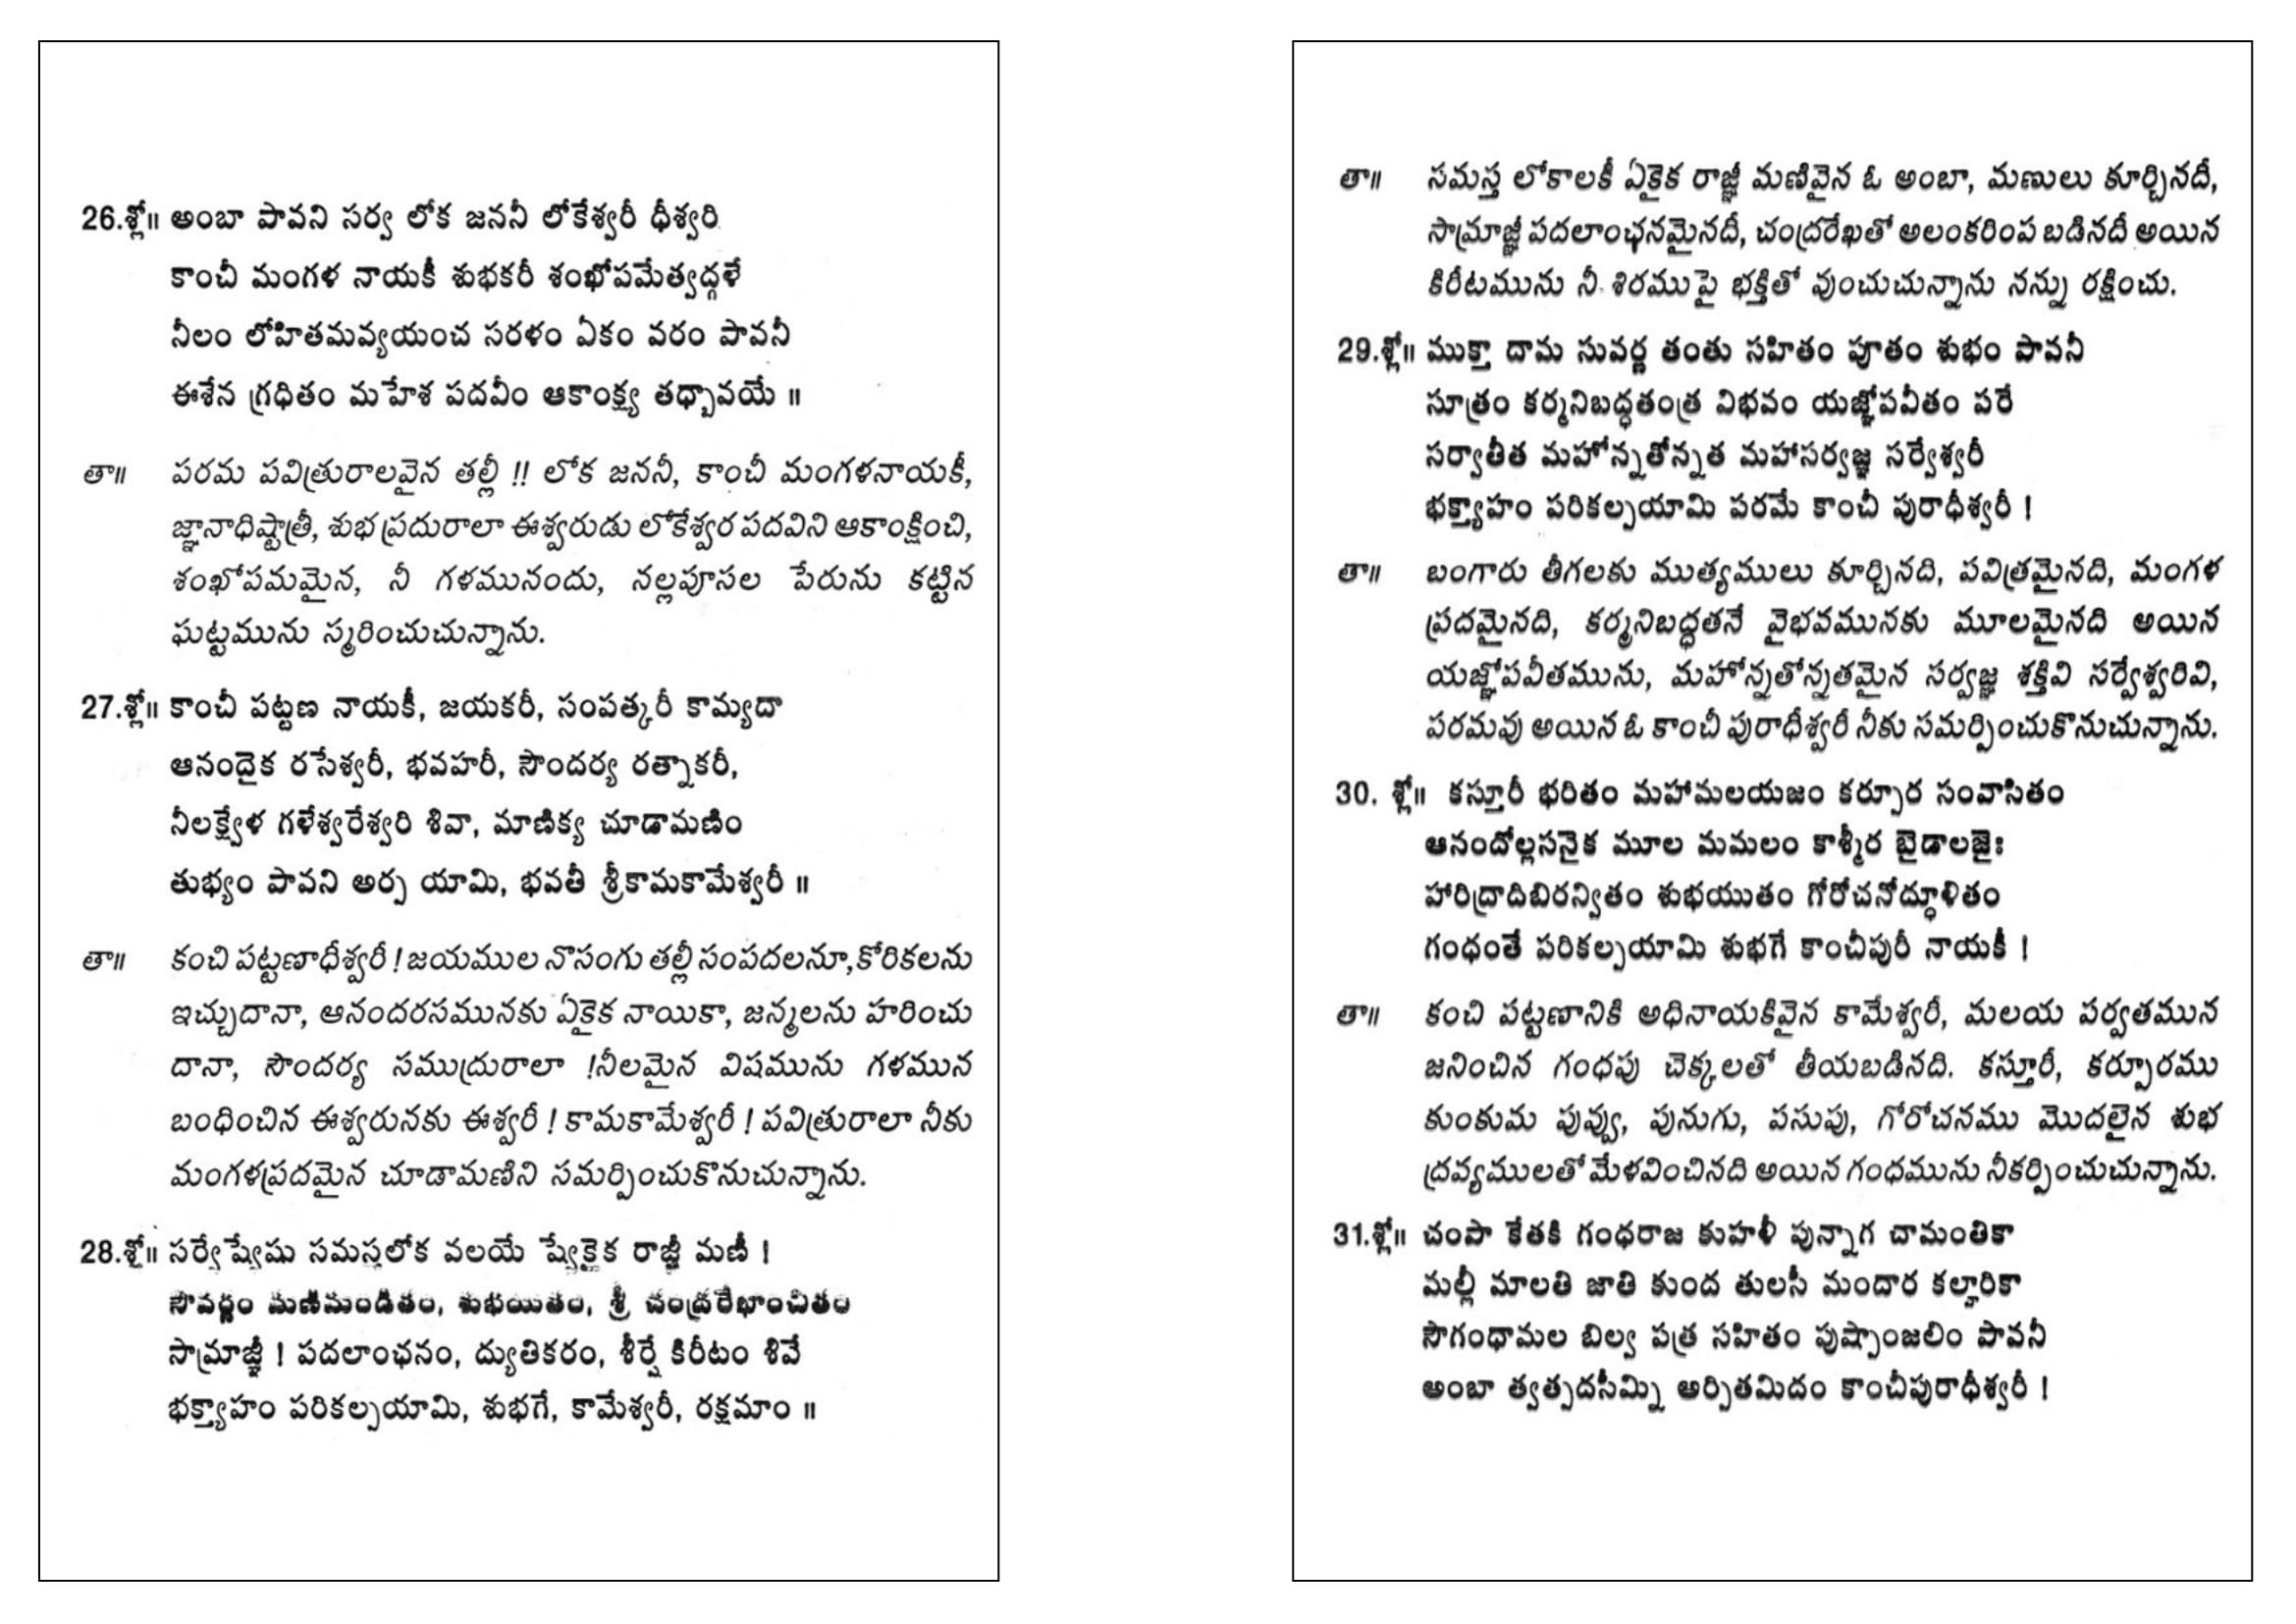 26.శ్లో॥ అంబా పావని సర్వ లోక జననీ లోకేశ్వరీ ధీశ్వరి
కాంచీ మంగళ నాయకీ శుభకరీ శంఖోపమేత్వద్గళే
నీలం లోహితమవ్యయంచ సరళం ఏకం వరం పావనీ
ఈశేన గ్రధితం మహేశ పదవీం ఆకాంక్ష్య తధ్భావయే ॥
తా॥ పరమ పవిత్రురాలవైన తల్లీ !! లోక జననీ, కాంచీ మంగళనాయకీ,
జ్ఞానాధిష్టాత్రీ, శుభ ప్రదురాలా ఈశ్వరుడు లోకేశ్వర పదవిని ఆకాంక్షించి,
శంఖోపమమైన, నీ గళమునందు, నల్లపూసల పేరును కట్టిన
ఘట్టమును స్మరించుచున్నాను.
27.శ్లో॥ కాంచీ పట్టణ నాయకీ, జయకరీ, సంపత్కరీ కామ్యదా
ఆనందైక రసేశ్వరీ, భవహరీ, సౌందర్య రత్నాకరీ,
నీలక్ష్వేళ గళేశ్వరేశ్వరి శివా, మాణిక్య చూడామణిం
తుభ్యం పావని అర్ప యామి, భవతీ శ్రీకామకామేశ్వరీ ॥
తా॥ కంచి పట్టణాధీశ్వరీ ! జయముల నొసంగు తల్లీ సంపదలనూ,కోరికలను
ఇచ్చుదానా, ఆనందరసమునకు ఏకైక నాయికా, జన్మలను హరించు
దానా, సౌందర్య సముద్రురాలా !నీలమైన విషమును గళమున
బంధించిన ఈశ్వరునకు ఈశ్వరీ ! కామకామేశ్వరీ ! పవిత్రురాలా నీకు
మంగళప్రదమైన చూడామణిని సమర్పించుకొనుచున్నాను.
28.శ్లో॥ సర్వేష్వేషు సమస్తలోక వలయే ష్వేకైక రాజ్ఞీ మణీ !
సౌవర్ణం మణిమండితం, శుభయితం, శ్రీ చంద్రరేఖాంచితం
సామ్రాజ్ఞీ ! పదలాంఛనం, ద్యుతికరం, శీర్షే కిరీటం శివే
భక్త్యాహం పరికల్పయామి, శుభగే, కామేశ్వరీ, రక్షమాం ॥
తా॥ సమస్త లోకాలకీ ఏకైక రాజ్ఞీ మణివైన ఓ అంబా, మణులు కూర్చినదీ,
సామ్రాజ్ఞీ పదలాంఛనమైనదీ, చంద్రరేఖతో అలంకరింప బడినదీ అయిన
కిరీటమును నీ శిరముపై భక్తితో వుంచుచున్నాను నన్ను రక్షించు.
29.శ్లో॥ ముక్తా దామ సువర్ణ తంతు సహితం పూతం శుభం పావనీ
సూత్రం కర్మనిబద్ధతంత్ర విభవం యజ్ఞోపవీతం పరే
సర్వాతీత మహోన్నతోన్నత మహాసర్వజ్ఞ సర్వేశ్వరీ
భక్త్యాహం పరికల్పయామి పరమే కాంచీ పురాధీశ్వరీ !
తా॥ బంగారు తీగలకు ముత్యములు కూర్చినది, పవిత్రమైనది, మంగళ
ప్రదమైనది, కర్మనిబద్ధతనే వైభవమునకు మూలమైనది అయిన
యజ్ఞోపవీతమును, మహోన్నతోన్నతమైన సర్వజ్ఞ శక్తివి సర్వేశ్వరివి,
పరమవు అయిన ఓ కాంచీ పురాధీశ్వరీ నీకు సమర్పించుకొనుచున్నాను.
30. శ్లో॥ కస్తూరీ భరితం మహామలయజం కర్పూర సంవాసితం
ఆనందోల్లసనైక మూల మమలం కాశ్మీర బైడాలజైః
హారిద్రాదిభిరన్వితం శుభయుతం గోరోచనోద్ధూళితం
గంధంతే పరికల్పయామి శుభగే కాంచీపురీ నాయకీ !
తా॥ కంచి పట్టణానికి అధినాయకివైన కామేశ్వరీ, మలయ పర్వతమున
జనించిన గంధపు చెక్కలతో తీయబడినది. కస్తూరీ, కర్పూరము
కుంకుమ పువ్వు, పునుగు, పసుపు, గోరోచనము మొదలైన శుభ
ద్రవ్యములతో మేళవించినది అయిన గంధమును నీకర్పించుచున్నాను.
31.శ్లో॥ చంపా కేతకి గంధరాజ కుహళీ పున్నాగ చామంతికా
మల్లీ మాలతి జాతి కుంద తులసీ మందార కల్హారికా
సౌగంధామల బిల్వ పత్ర సహితం పుష్పాంజలిం పావనీ
అంబా త్వత్పదసీమ్ని అర్పితమిదం కాంచీపురాధీశ్వరీ !